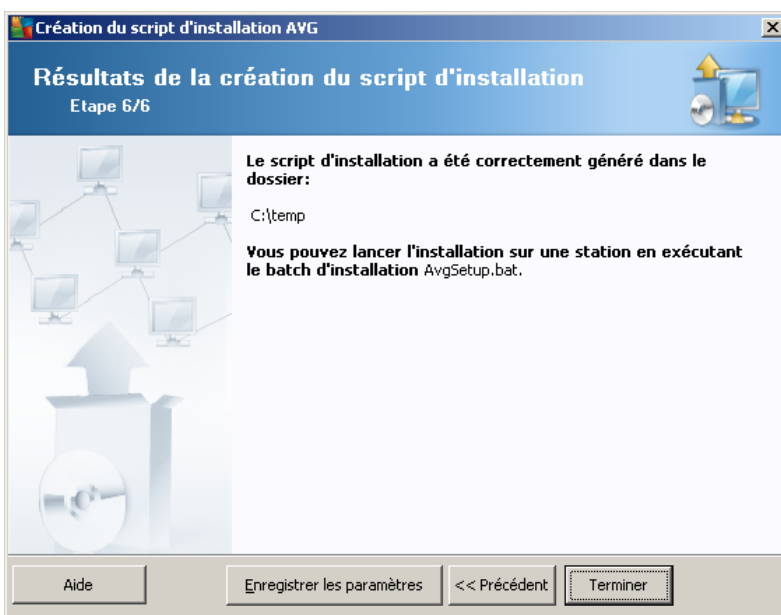 Création du script d'installation AVG
Résultats de la création du script d'installation
Etape 6/6
Le script d'installation a été correctement généré dans le
dossier:
C:\temp
Vous pouvez lancer l'installation sur une station en exécutant
le batch d'installation AvgSetup.bat.
Aide
Enregistrer les paramètres
<< Précédent
Terminer